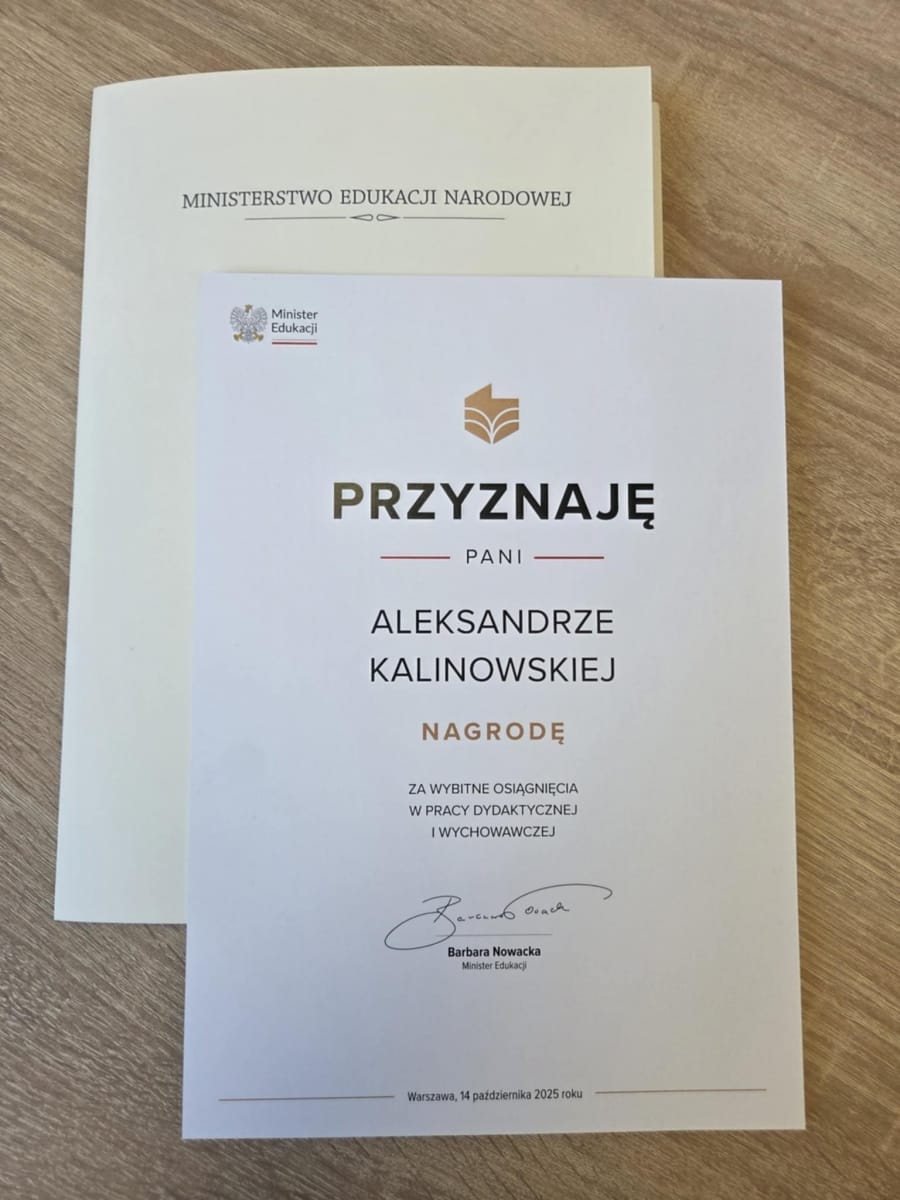 MINISTERSTWO EDUKACJI NARODOWEJ
Minister
Edukacji
PRZYZNAJĘ
PANI
ALEKSANDRZE
KALINOWSKIEJ
NAGRODĘ
ZA WYBITNE OSIĄGNIĘCIA
W PRACY DYDAKTYCZNEJ
I WYCHOWAWCZEJ
Barbara Nowacka
Minister Edukacji
Warszawa, 14 października 2025 roku